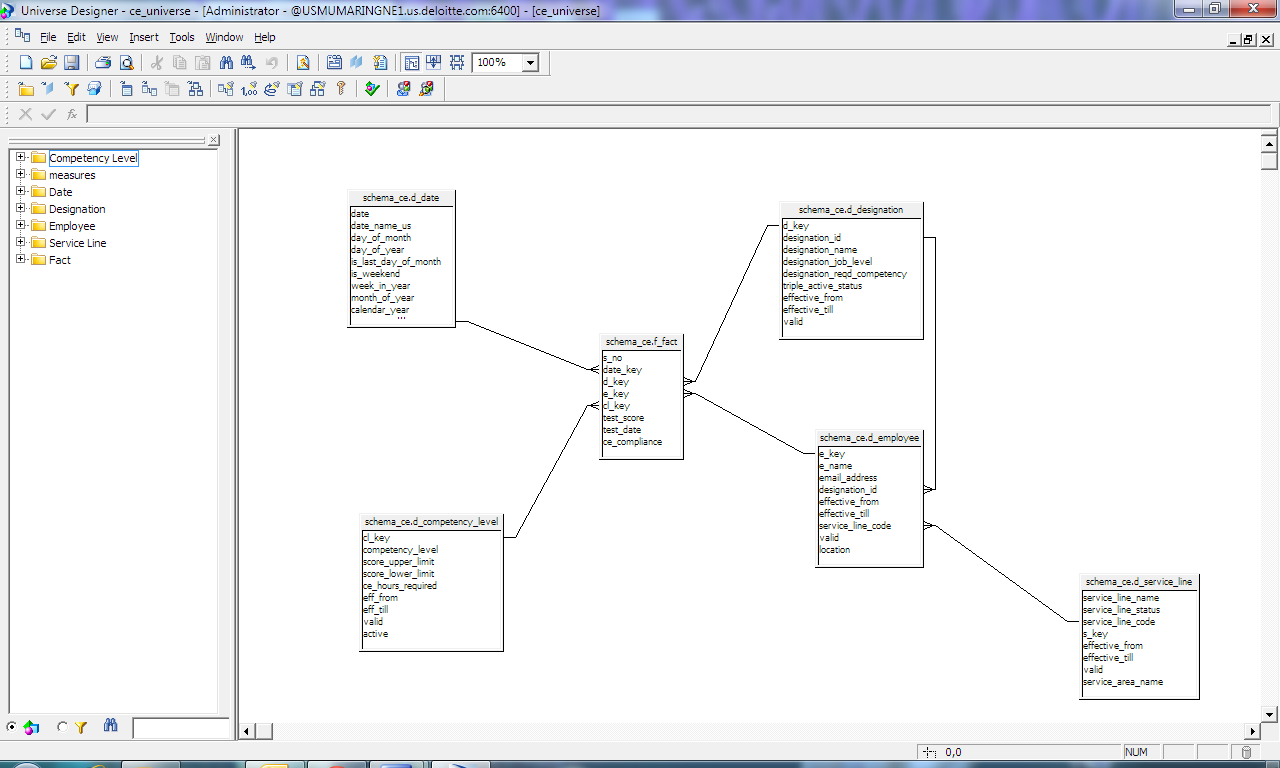 Universe Designer - ce_universe - [Administrator - @USMUMARINGNE1.us.deloitte.com:6400] - [ce_universe]
File Edit View Insert Tools Window Help
100%
Competency Level
measures
Date
Designation
Employee
Service Line
Fact
schema_ce.d_date
date
date_name_us
day_of_month
day_of_year
is_last_day_of_month
is_weekend
week_in_year
month_of_year
calendar_year
...
schema_ce.d_designation
d_key
designation_id
designation_name
designation_job_level
designation_reqd_competency
triple_active_status
effective_from
effective_till
valid
schema_ce.f_fact
s_no
date_key
d_key
e_key
cl_key
test_score
test_date
ce_compliance
schema_ce.d_employee
e_key
e_name
email_address
designation_id
effective_from
effective_till
service_line_code
valid
location
schema_ce.d_competency_level
cl_key
competency_level
score_upper_limit
score_lower_limit
ce_hours_required
eff_from
eff_till
valid
active
schema_ce.d_service_line
service_line_name
service_line_status
service_line_code
s_key
effective_from
effective_till
valid
service_area_name
0,0
NUM